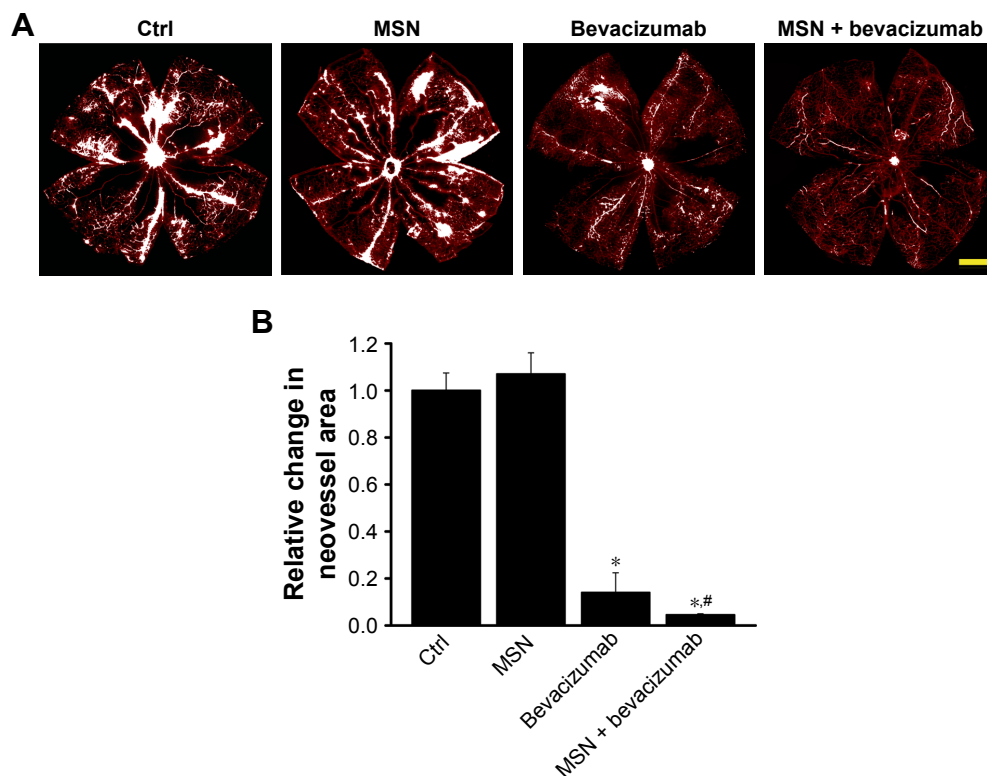 A
Ctrl
MSN
Bevacizumab
MSN + bevacizumab
B
Relative change in
neovessel area
1.2
1.0
0.8
0.6
0.4
0.2
0.0
*
*,#
Ctrl
MSN
Bevacizumab
MSN + bevacizumab